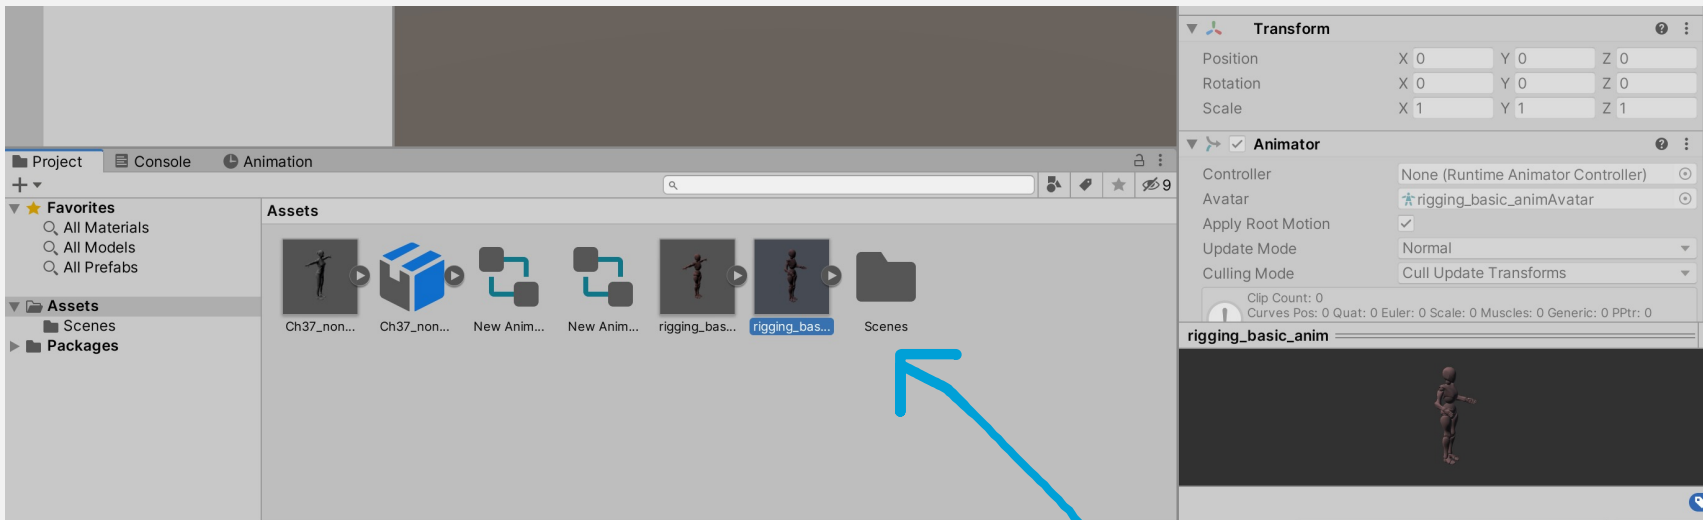 Project
Console
Animation
9
Favorites
All Materials
All Models
All Prefabs
Assets
Scenes
Packages
Assets
Ch37_non...
Ch37_non...
New Anim...
New Anim...
rigging_bas...
rigging_bas...
Scenes
Transform
Position X 0 Y 0 Z 0
Rotation X 0 Y 0 Z 0
Scale X 1 Y 1 Z 1
Animator
Controller None (Runtime Animator Controller)
Avatar rigging_basic_animAvatar
Apply Root Motion
Update Mode Normal
Culling Mode Cull Update Transforms
Clip Count: 0
Curves Pos: 0 Quat: 0 Euler: 0 Scale: 0 Muscles: 0 Generic: 0 PPtr: 0
rigging_basic_anim